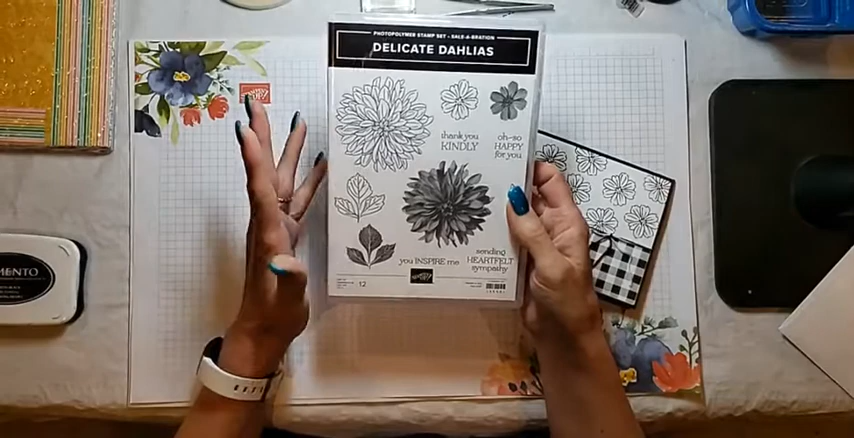 PHOTOPOLYMER STAMP SET • SALE-A-BRATION
DELICATE DAHLIAS
thank you
KINDLY
oh-so
HAPPY
for you
sending
HEARTFELT
sympathy
you INSPIRE me
12
MEMENTO